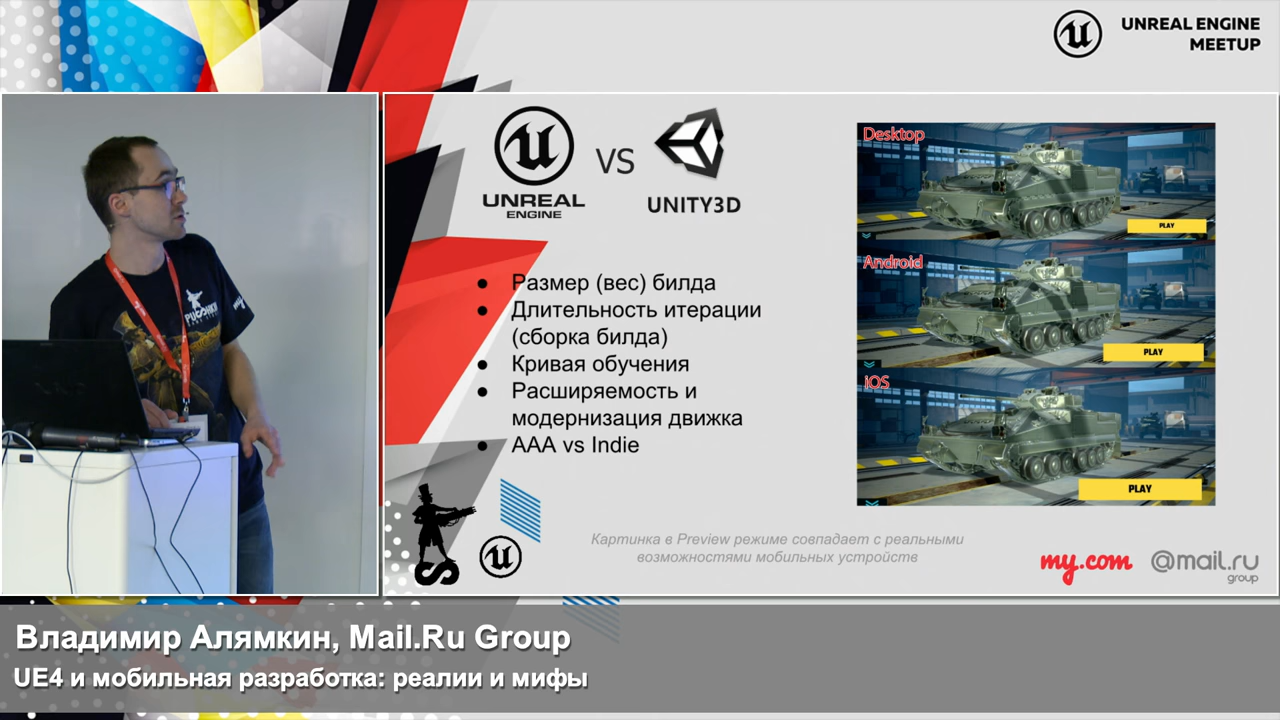 UNREAL ENGINE
MEETUP
UNREAL
ENGINE
VS
UNITY3D
Размер (вес) билда
Длительность итерации
(сборка билда)
Кривая обучения
Расширяемость и
модернизация движка
AAA vs Indie
Desktop
PLAY
Android
PLAY
iOS
PLAY
Картинка в Preview режиме совпадает с реальными
возможностями мобильных устройств
my.com
@mail.ru
group
Владимир Алямкин, Mail.Ru Group
UE4 и мобильная разработка: реалии и мифы